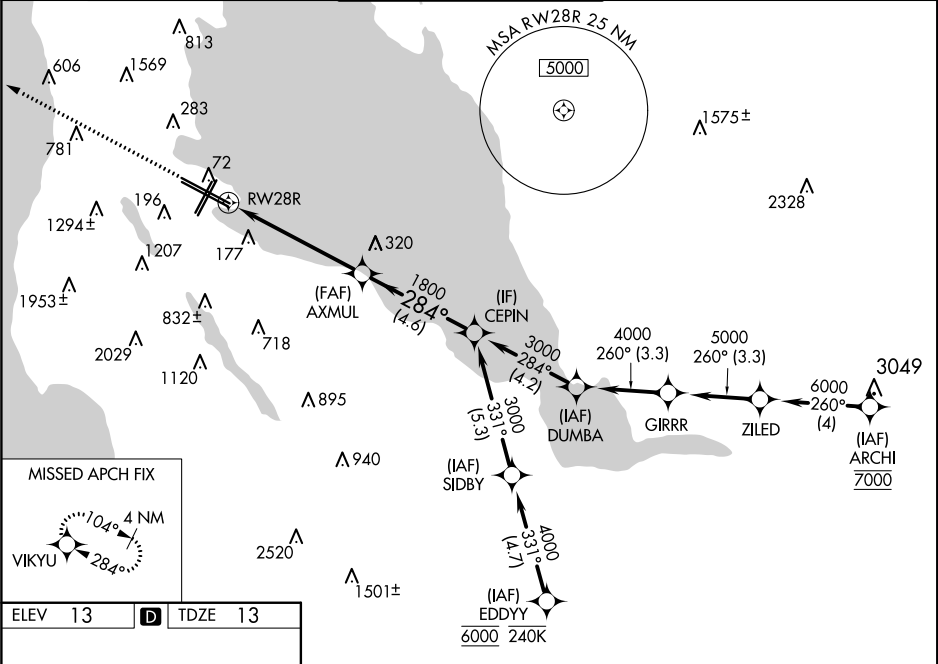 813
606
1569
MSA RW28R 25 NM
5000
283
781
1575±
72
RW28R
2328
196
1294±
177
320
1207
1953±
832±
(FAF)
AXMUL
1800
284°
(4.6)
(IF)
CEPIN
718
2029
1120
3000
284°
(4.2)
4000
260° (3.3)
5000
260° (3.3)
6000
260°
(4)
3049
895
3000
331°
(5.3)
(IAF)
DUMBA
GIRRR
ZILED
(IAF)
ARCHI
7000
940
(IAF)
SIDBY
MISSED APCH FIX
104°
4 NM
VIKYU
284°
2520
4000
331°
(4.7)
1501±
(IAF)
EDDYY
6000 240K
ELEV 13 D TDZE 13